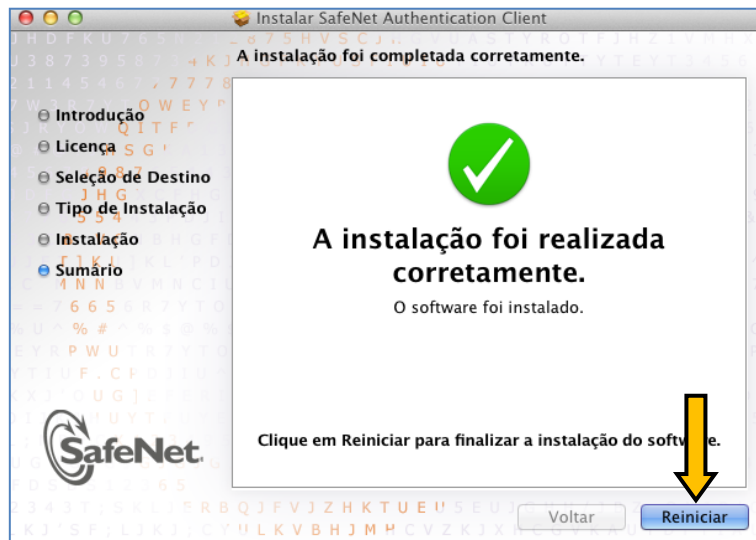 Instalar SafeNet Authentication Client
A instalação foi completada corretamente.
Introdução
Licença
Seleção de Destino
Tipo de Instalação
Instalação
Sumário
A instalação foi realizada
corretamente.
O software foi instalado.
Clique em Reiniciar para finalizar a instalação do
SafeNet.
Voltar
Reiniciar